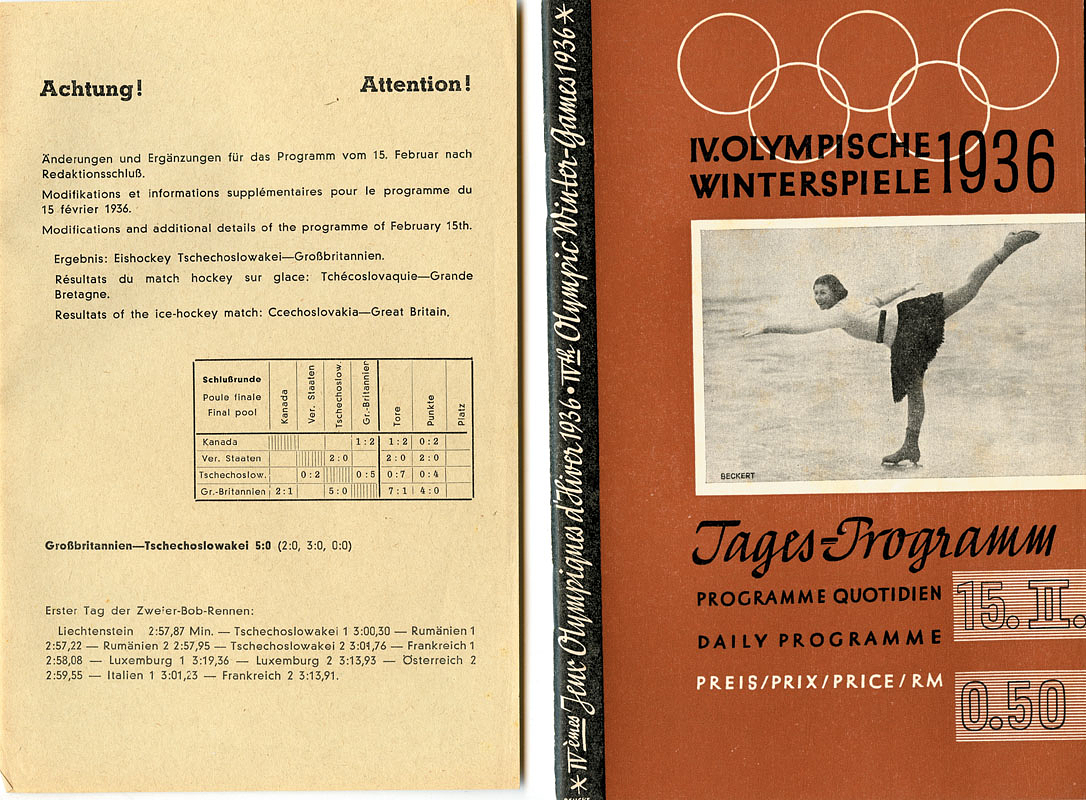 Achtung! Attention!
Änderungen und Ergänzungen für das Programm vom 15. Februar nach
Redaktionsschluß.
Modifikations et informations supplémentaires pour le programme du
15 février 1936.
Modifications and additional details of the programme of February 15th.
Ergebnis: Eishockey Tschechoslowakei—Großbritannien.
Résultats du match hockey sur glace: Tchécoslovaquie—Grande
Bretagne.
Resultats of the ice-hockey match: Ccechoslovakia—Great Britain.
Schlußrunde
Poule finale
Final pool
Kanada
Ver. Staaten
Tschechoslow.
Gr.-Britannier
Tore
Punkte
Platz
Kanada 1:2 1:2 0:2
Ver. Staaten 2:0 2:0 2:0
Tschechoslow. 0:2 0:5 0:7 0:4
Gr.-Britannien 2:1 5:0 7:1 4:0
Großbritannien—Tschechoslowakei 5:0 (2:0, 3:0, 0:0)
Erster Tag der Zweier-Bob-Rennen:
Liechtenstein 2:57,87 Min. — Tschechoslowakei 1 3:00,30 — Rumänien 1
2:57,22 — Rumänien 2 2:57,95 — Tschechoslowakei 2 3:01,76 — Frankreich 1
2:58,08 — Luxemburg 1 3:19,36 — Luxemburg 2 3:13,93 — Österreich 2
2:59,55 — Italien 1 3:01,23 — Frankreich 2 3:13,91.
* IVèmes Jeux Olympiques d'Hiver 1936 • IVth Olympic Winter-Games 1936 *
IV. OLYMPISCHE
WINTERSPIELE 1936
BECKERT
Tages-Programm
PROGRAMME QUOTIDIEN
15. II.
DAILY PROGRAMME
PREIS/PRIX/PRICE/RM
0.50